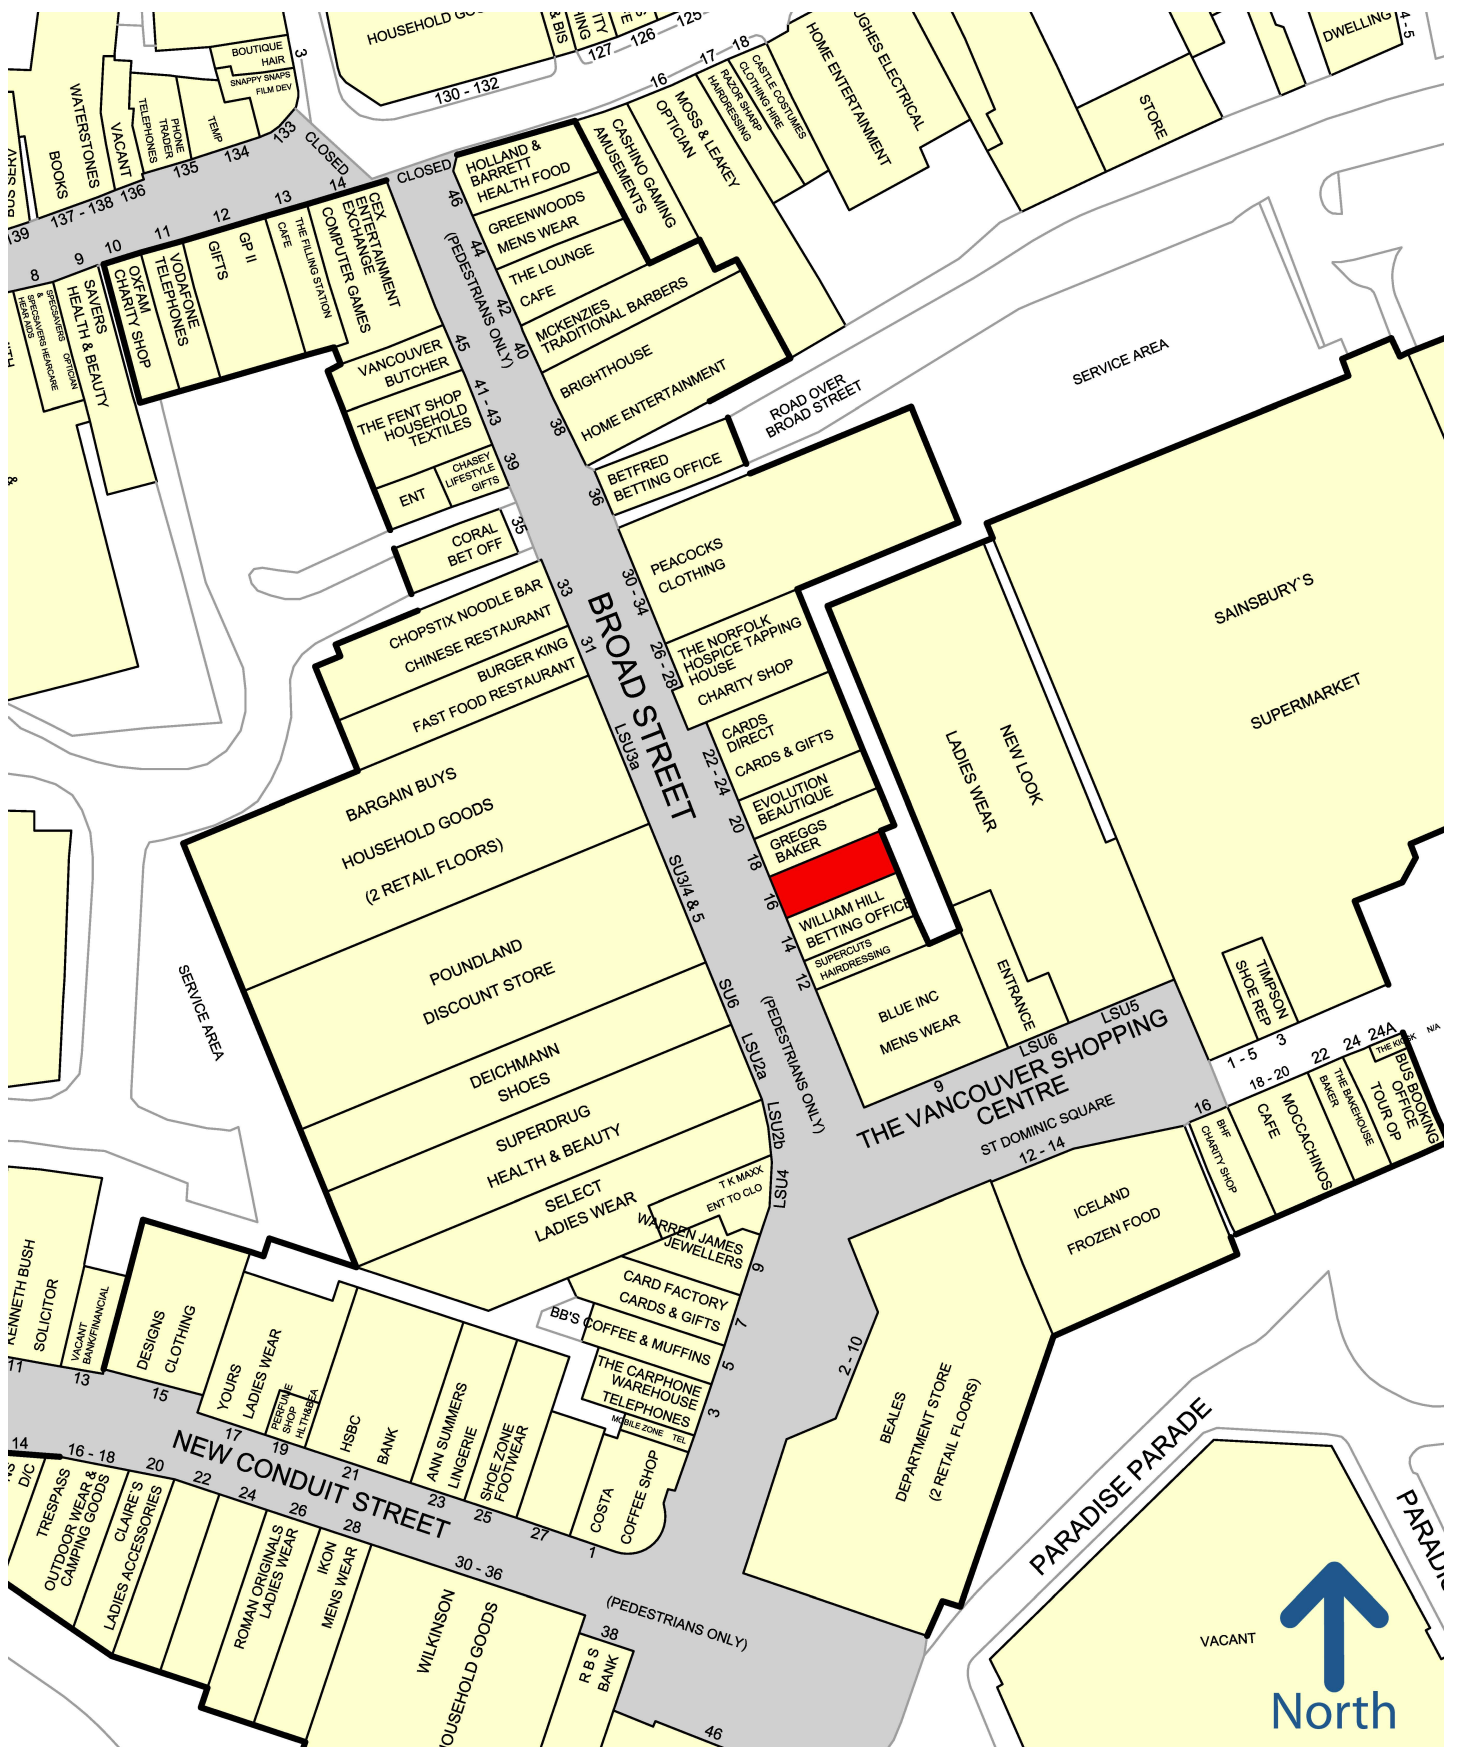 HOUSEHOLD
& BIS
127
126
125
130 - 132
16
17
18
HOME ENTERTAINMENT
UGHES ELECTRICAL
DWELLING
4 - 5
STORE
BOUTIQUE
HAIR
SNAPPY SNAPS
FILM DEV
3
WATERSTONES
BOOKS
VACANT
TELEPHONES
PHONE
TRADER
TEMP
133
134
135
136
137 - 138
139
CLOSED
CLOSED
8
9
10
11
12
13
14
SPECSAVERS HEARCARE
&
HEAR AIDS
SPECSAVERS OPTICIAN
SAVERS
HEALTH & BEAUTY
OXFAM
CHARITY SHOP
VODAFONE
TELEPHONES
GIFTS
GP II
CAFE
THE FILLING STATION
CEX
ENTERTAINMENT
EXCHANGE
COMPUTER GAMES
HOLLAND &
BARRETT
HEALTH FOOD
GREENWOODS
MENS WEAR
THE LOUNGE
CAFE
MCKENZIES
TRADITIONAL BARBERS
BRIGHTHOUSE
HOME ENTERTAINMENT
CASHINO GAMING
AMUSEMENTS
MOSS & LEAKEY
OPTICIAN
RAZOR SHARP
HAIRDRESSING
CASTLE COSTUMES
CLOTHING HIRE
46
44
42
40
38
36
(PEDESTRIANS ONLY)
45
41 - 43
39
35
33
31
VANCOUVER
BUTCHER
THE FENT SHOP
HOUSEHOLD
TEXTILES
CHASEY
LIFESTYLE
GIFTS
ENT
CORAL
BET OFF
BETFRED
BETTING OFFICE
ROAD OVER
BROAD STREET
SERVICE AREA
PEACOCKS
CLOTHING
30 - 34
26 - 28
22 - 24
20
18
16
14
12
BROAD STREET
CHOPSTIX NOODLE BAR
CHINESE RESTAURANT
BURGER KING
FAST FOOD RESTAURANT
THE NORFOLK
HOSPICE TAPPING
HOUSE
CHARITY SHOP
CARDS
DIRECT
CARDS & GIFTS
EVOLUTION
BEAUTIQUE
GREGGS
BAKER
WILLIAM HILL
BETTING OFFICE
SUPERCUTS
HAIRDRESSING
BLUE INC
MENS WEAR
ENTRANCE
NEW LOOK
LADIES WEAR
SAINSBURY`S
SUPERMARKET
BARGAIN BUYS
HOUSEHOLD GOODS
(2 RETAIL FLOORS)
POUNDLAND
DISCOUNT STORE
DEICHMANN
SHOES
SUPERDRUG
HEALTH & BEAUTY
SELECT
LADIES WEAR
T K MAXX
ENT TO CLO
LSU3a
SU3/4 & 5
SU6
LSU2a
LSU2b
LSU4
(PEDESTRIANS ONLY)
SERVICE AREA
9
LSU6
LSU5
THE VANCOUVER SHOPPING
CENTRE
ST DOMINIC SQUARE
12 - 14
16
18 - 20
22
24
24A
1 - 5
3
TIMPSON
SHOE REP
N/A
THE KIOSK
BUS BOOKING
OFFICE
TOUR OP
THE BAKEHOUSE
BAKER
MOCCACHINOS
CAFE
BHF
CHARITY SHOP
ICELAND
FROZEN FOOD
WARREN JAMES
JEWELLERS
CARD FACTORY
CARDS & GIFTS
BB'S COFFEE & MUFFINS
THE CARPHONE
WAREHOUSE
TELEPHONES
MOBILE ZONE TEL
COSTA
COFFEE SHOP
9
7
5
3
1
2 - 10
BEALES
DEPARTMENT STORE
(2 RETAIL FLOORS)
KENNETH BUSH
SOLICITOR
VACANT
BANK/FINANCIAL
DESIGNS
CLOTHING
YOURS
LADIES WEAR
PERFUME
SHOP
HLTH&BEA
HSBC
BANK
ANN SUMMERS
LINGERIE
SHOE ZONE
FOOTWEAR
11
13
15
17
19
21
23
25
27
NEW CONDUIT STREET
14
16 - 18
20
22
24
26
28
30 - 36
38
46
D/C
TRESPASS
OUTDOOR WEAR &
CAMPING GOODS
CLAIRE'S
LADIES ACCESSORIES
ROMAN ORIGINALS
LADIES WEAR
IKON
MENS WEAR
WILKINSON
HOUSEHOLD GOODS
R B S
BANK
(PEDESTRIANS ONLY)
PARADISE PARADE
PARADIS
VACANT
North